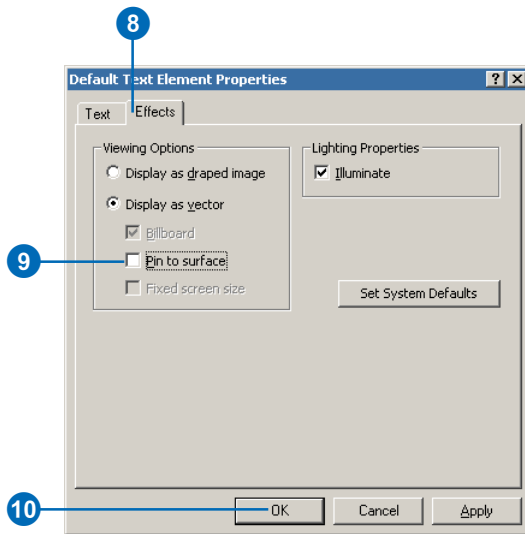 8
Default Text Element Properties
Text
Effects
Viewing Options
Display as draped image
Display as vector
Billboard
9
Pin to surface
Fixed screen size
Lighting Properties
Illuminate
Set System Defaults
10
OK
Cancel
Apply